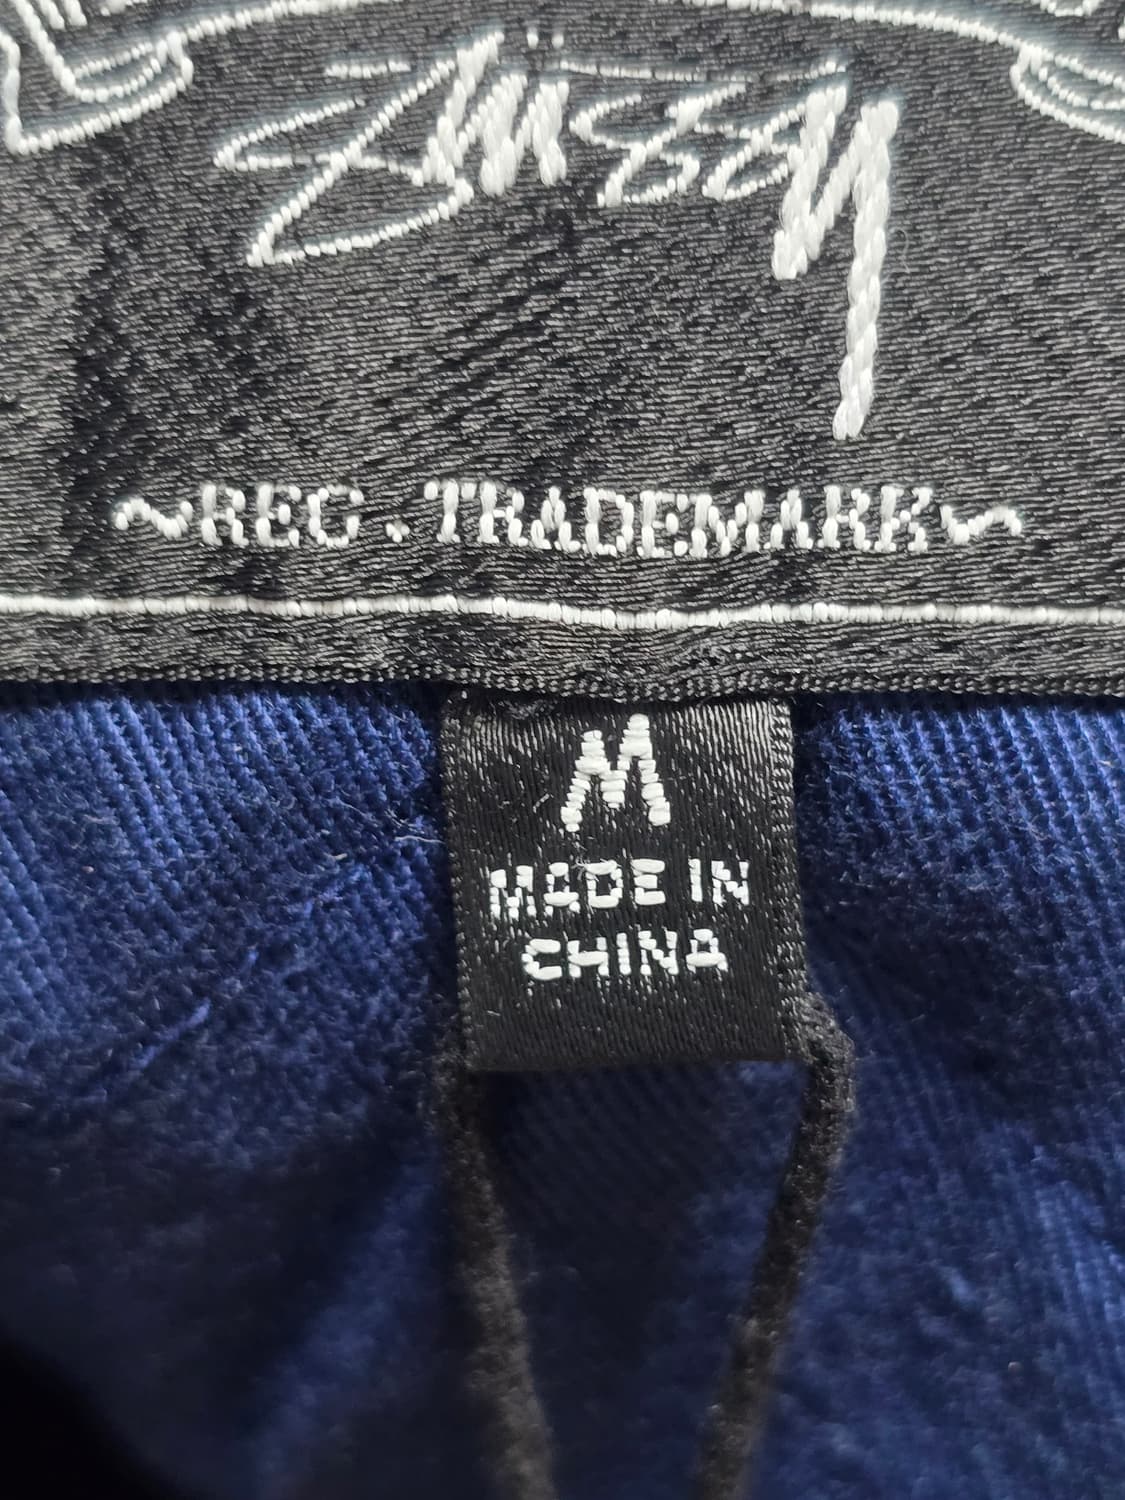 Stüssy
~REG. TRADEMARK~
M
MADE IN
CHINA